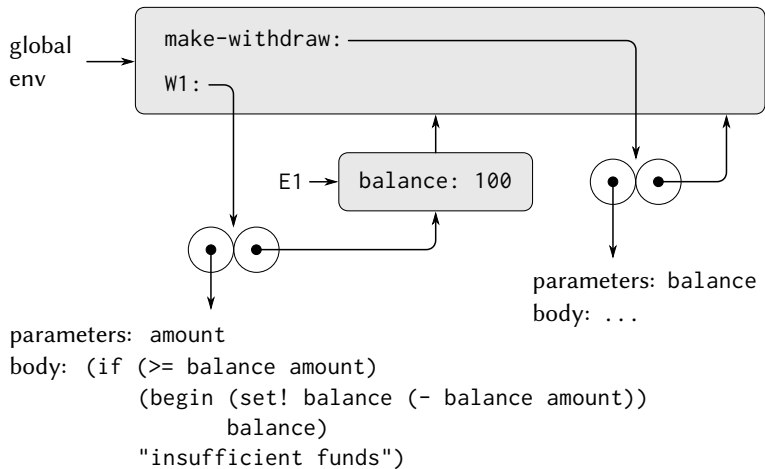 global
env
make-withdraw:
W1:
E1
balance: 100
parameters: balance
body: ...
parameters: amount
body: (if (>= balance amount)
(begin (set! balance (- balance amount))
balance)
"insufficient funds")